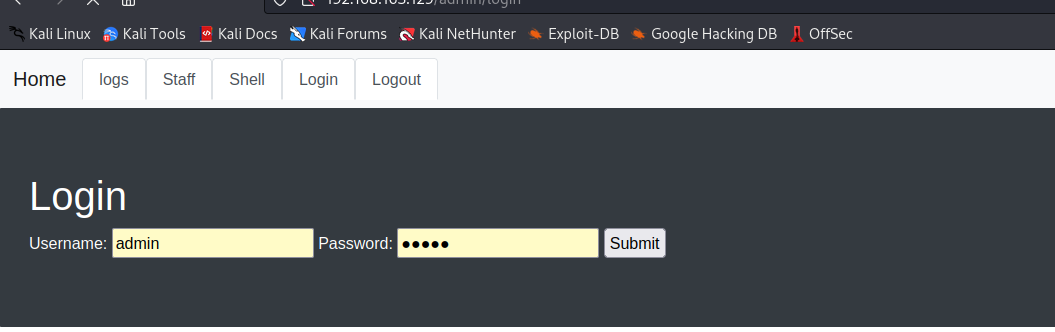 192.168.163.129/admin/login
Kali Linux Kali Tools Kali Docs Kali Forums Kali NetHunter Exploit-DB Google Hacking DB OffSec
Home logs Staff Shell Login Logout
Login
Username: admin Password: ●●●●● Submit